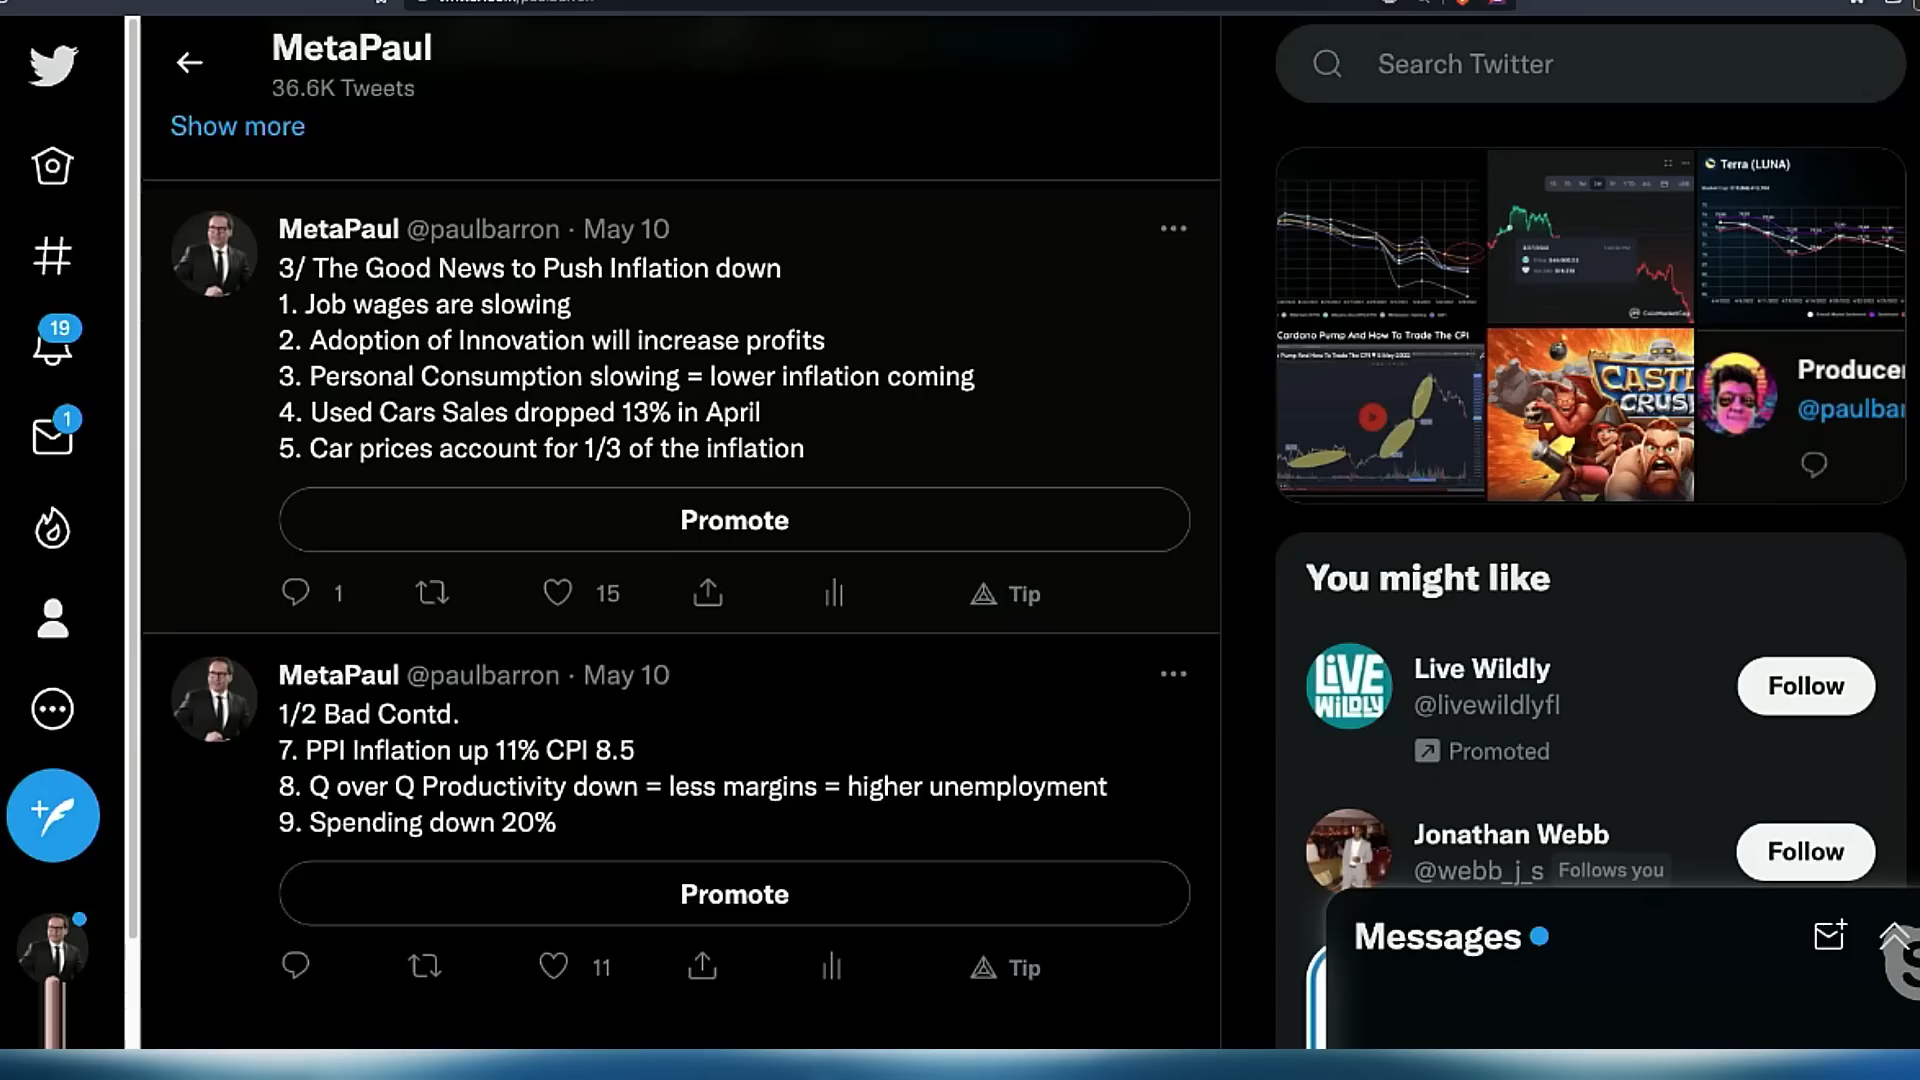 MetaPaul
36.6K Tweets
Show more
Search Twitter
19
1
MetaPaul @paulbarron · May 10
3/ The Good News to Push Inflation down
1. Job wages are slowing
2. Adoption of Innovation will increase profits
3. Personal Consumption slowing = lower inflation coming
4. Used Cars Sales dropped 13% in April
5. Car prices account for 1/3 of the inflation
Promote
1
15
Tip
MetaPaul @paulbarron · May 10
1/2 Bad Contd.
7. PPI Inflation up 11% CPI 8.5
8. Q over Q Productivity down = less margins = higher unemployment
9. Spending down 20%
Promote
11
Tip
Terra (LUNA)
Cardano Pump And How To Trade The CPI
CASTL
CRUSH
Producer
@paulbar
You might like
LiVE
WiLDLY
Live Wildly
@livewildlyfl
Promoted
Follow
Jonathan Webb
@webb_j_s Follows you
Follow
Messages